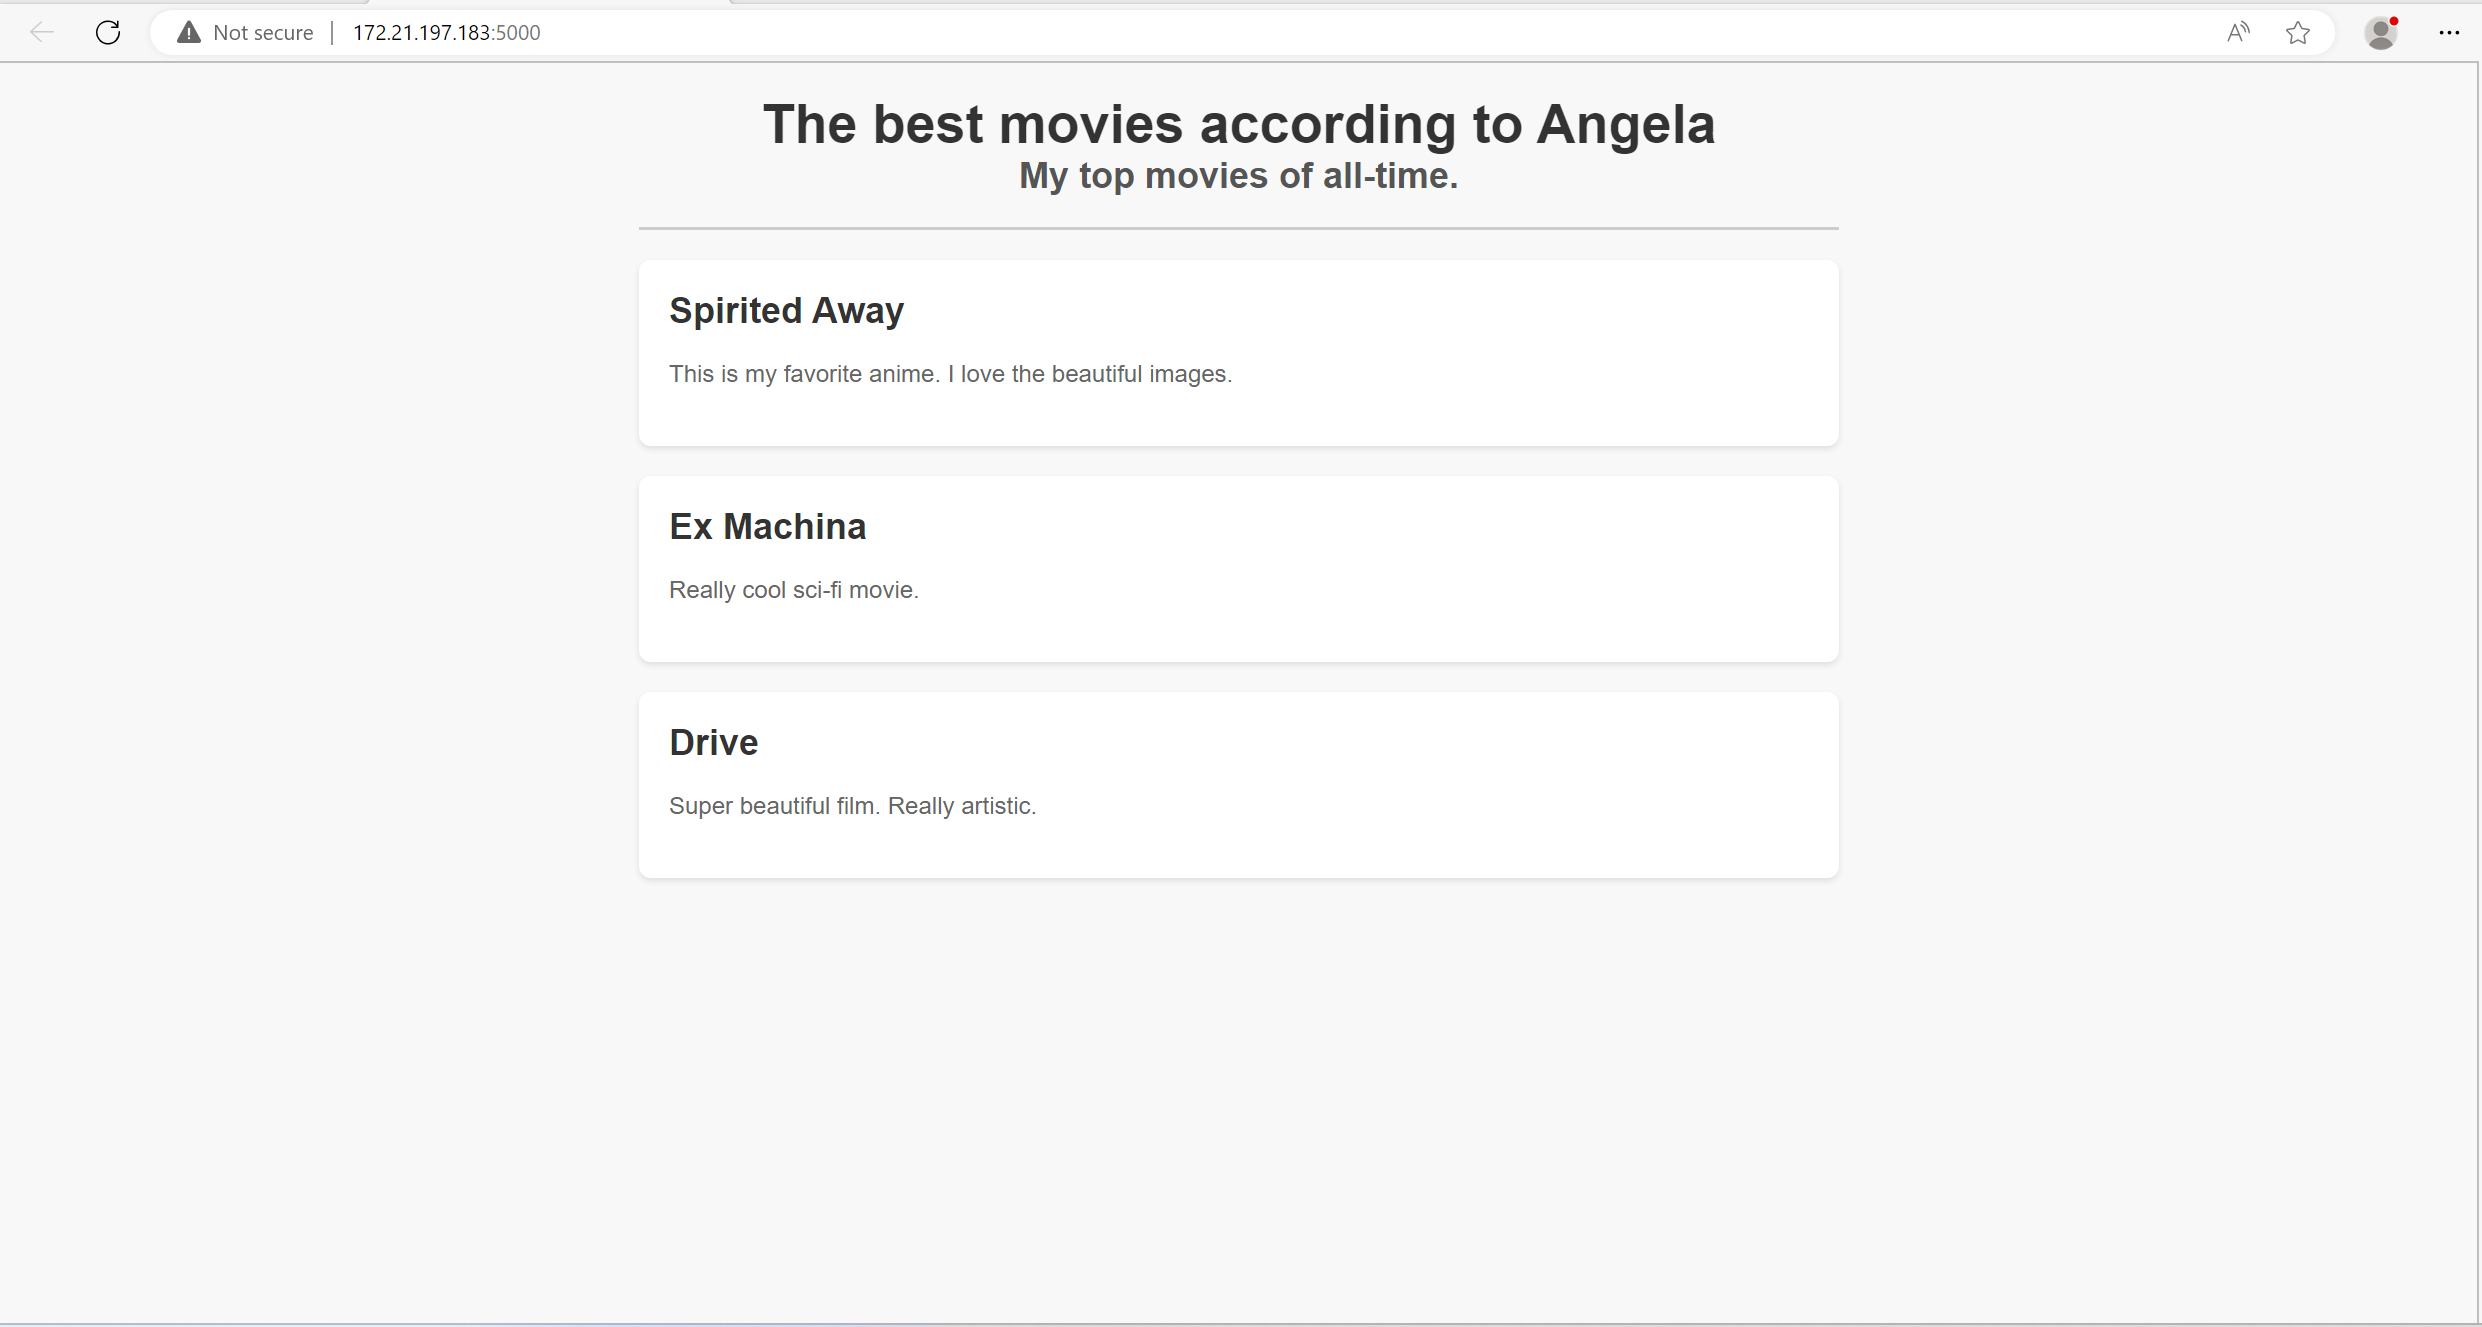 Not secure | 172.21.197.183:5000
The best movies according to Angela
My top movies of all-time.
Spirited Away
This is my favorite anime. I love the beautiful images.
Ex Machina
Really cool sci-fi movie.
Drive
Super beautiful film. Really artistic.